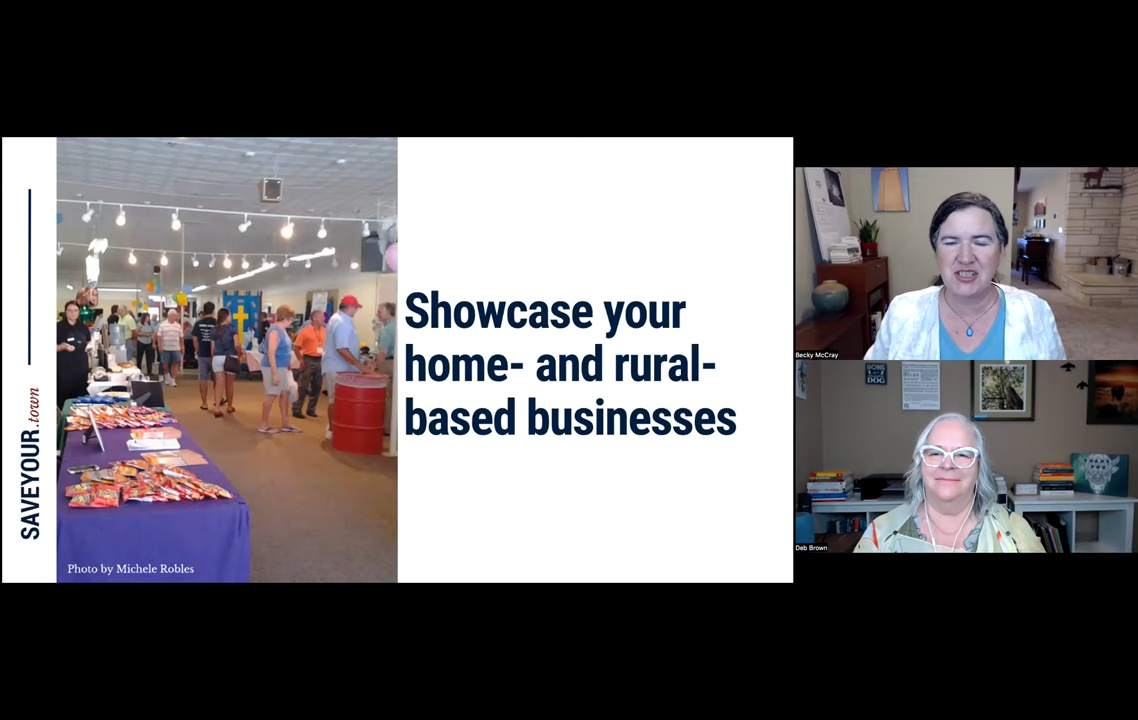 SAVEYOUR.town
Showcase your
home- and rural-
based businesses
Photo by Michele Robles
Becky McCray
Deb Brown